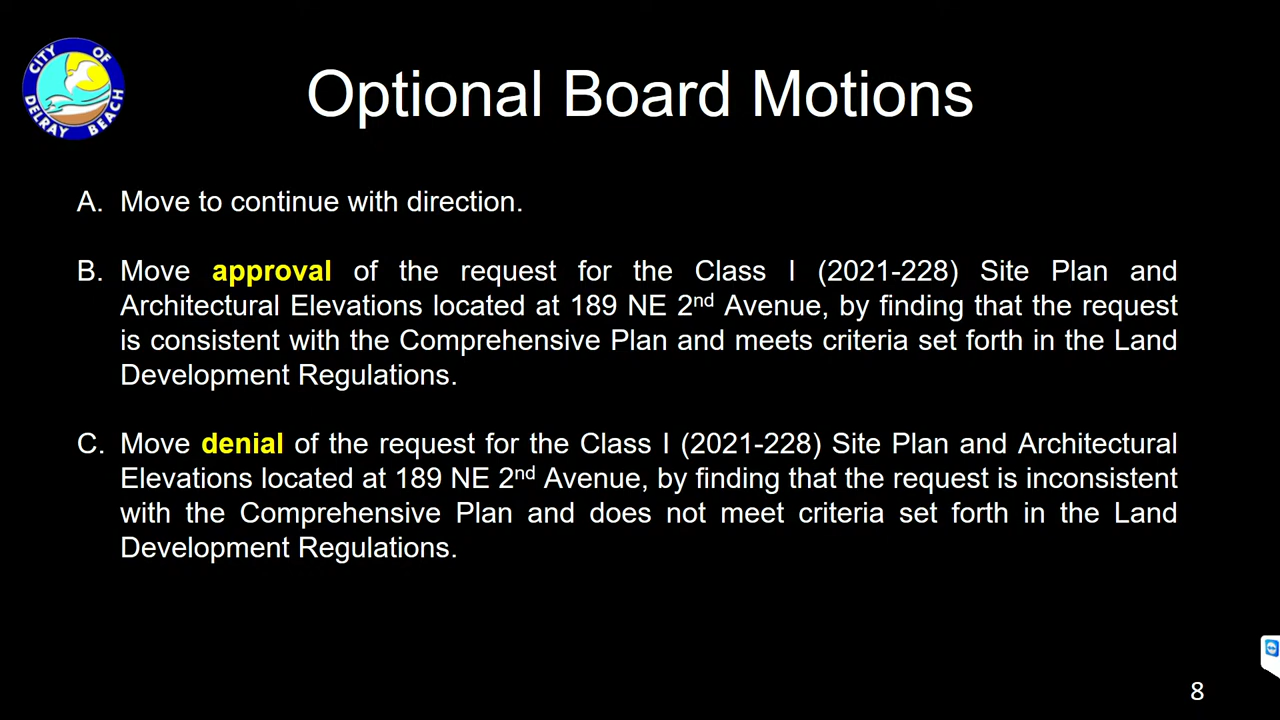 CITY OF
DELRAY BEACH
Optional Board Motions
A. Move to continue with direction.
B. Move approval of the request for the Class I (2021-228) Site Plan and
Architectural Elevations located at 189 NE 2nd Avenue, by finding that the request
is consistent with the Comprehensive Plan and meets criteria set forth in the Land
Development Regulations.
C. Move denial of the request for the Class I (2021-228) Site Plan and Architectural
Elevations located at 189 NE 2nd Avenue, by finding that the request is inconsistent
with the Comprehensive Plan and does not meet criteria set forth in the Land
Development Regulations.
8